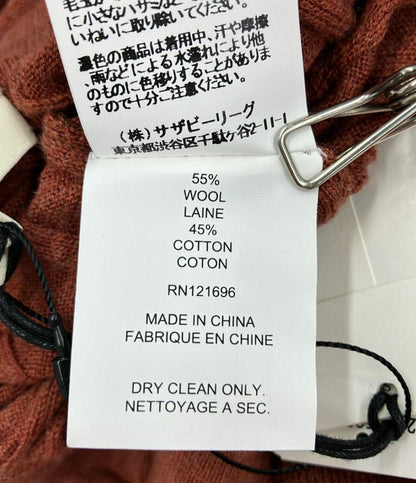 に小さなハサミなど
いねいに取り除いてください。
濃色の商品は着用中、汗や摩擦
雨などによる水濡れにより他
のものに色移りすることがありま
すので十分ご注意ください。
(株)サザビーリーグ
東京都渋谷区千駄ヶ谷2-11-1
55%
WOOL
LAINE
45%
COTTON
COTON
RN121696
MADE IN CHINA
FABRIQUE EN CHINE
DRY CLEAN ONLY.
NETTOYAGE A SEC.